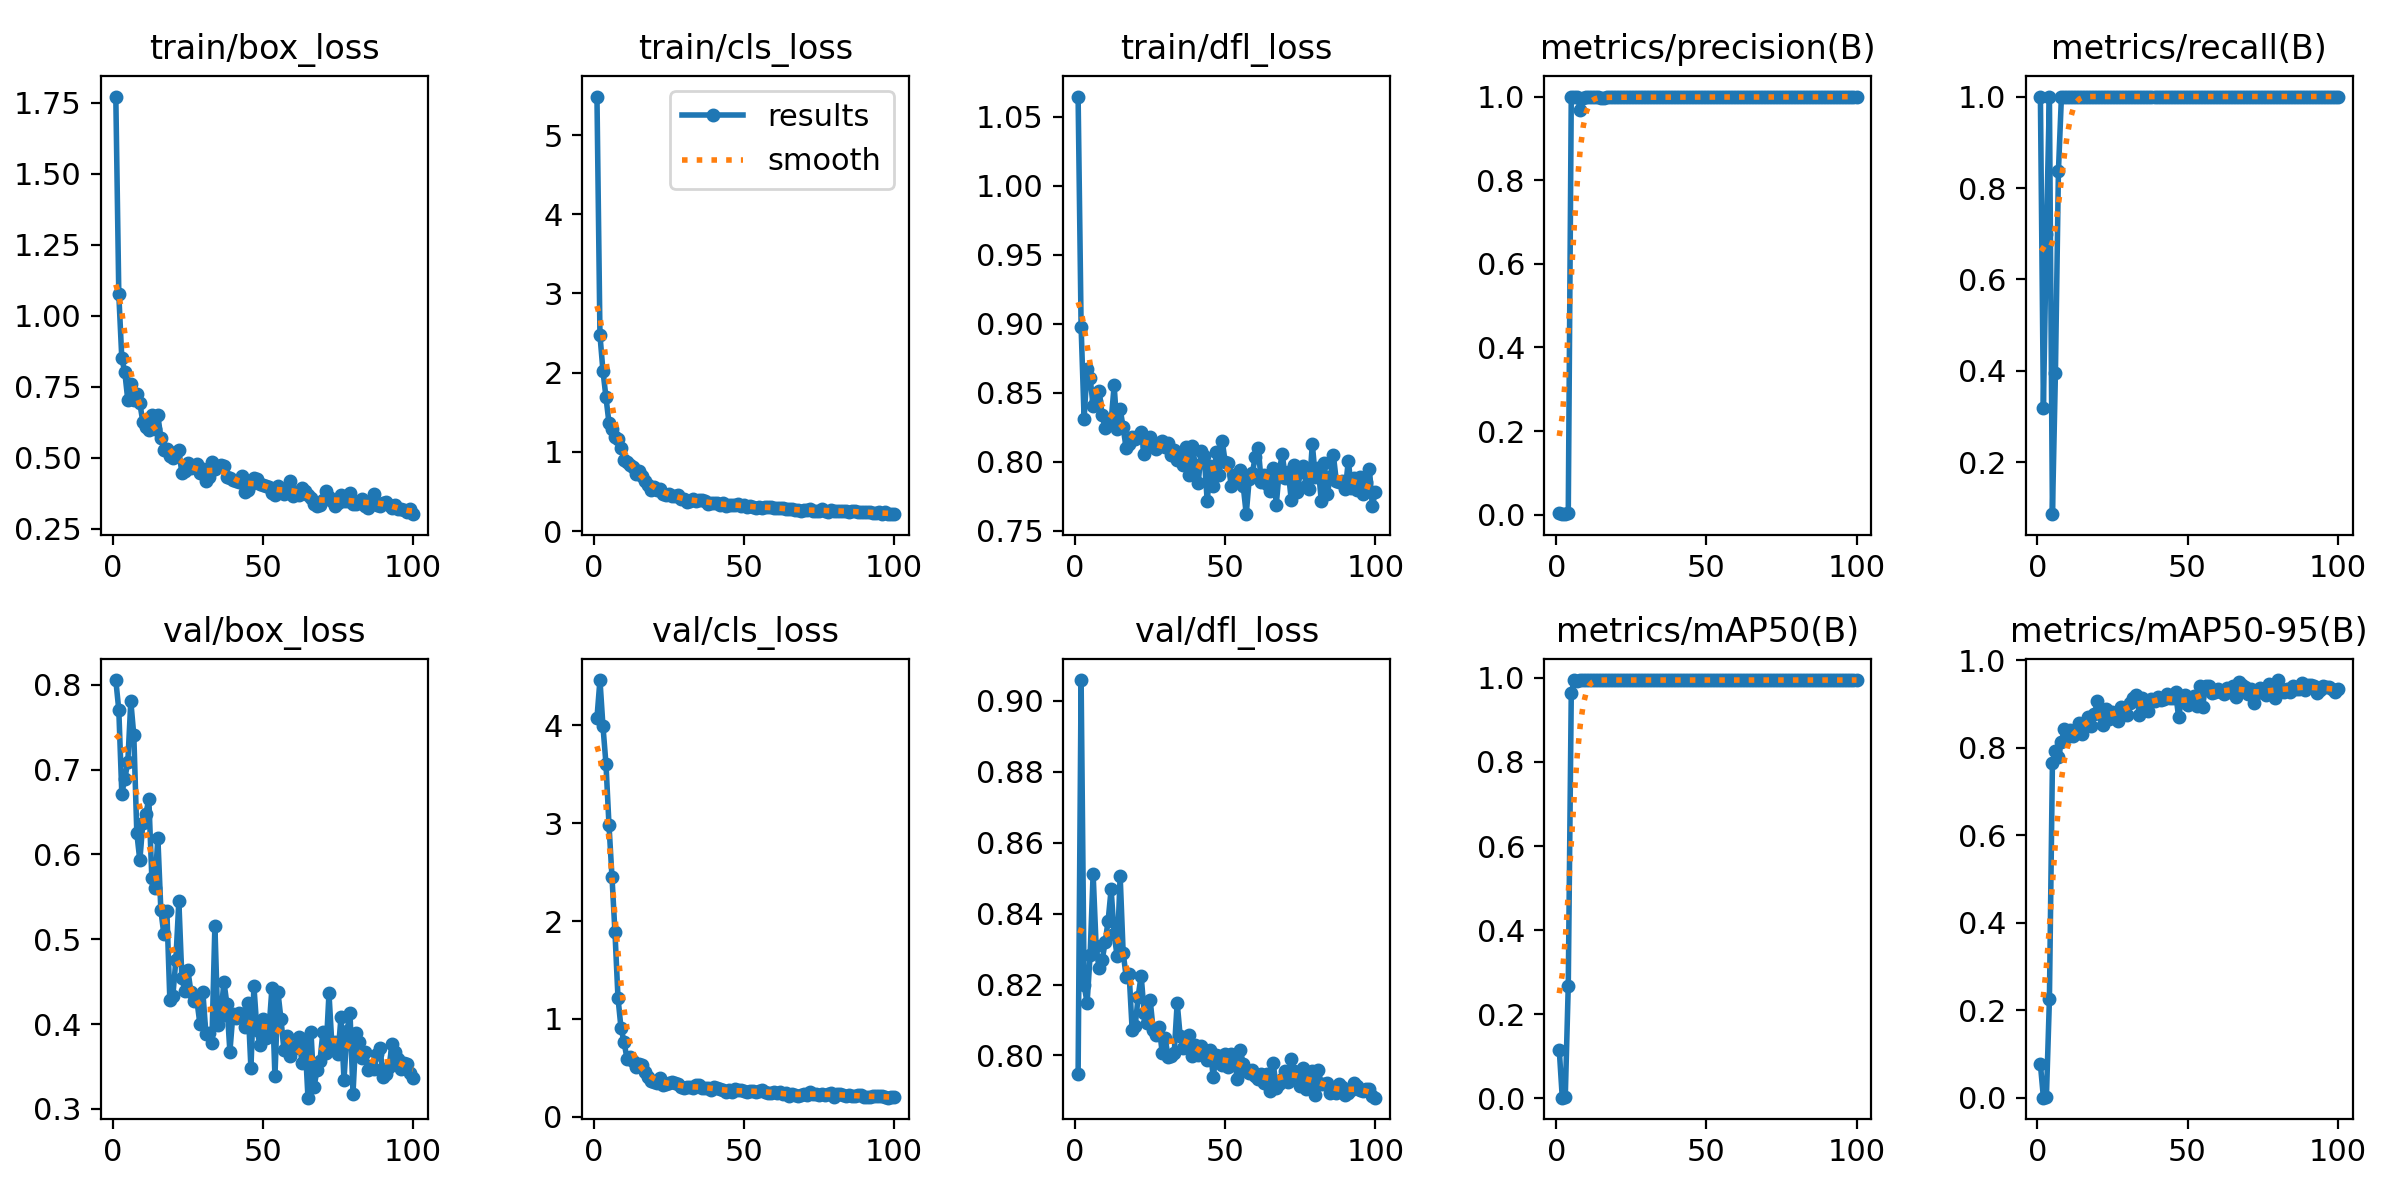 train/box_loss
train/cls_loss
train/dfl_loss
metrics/precision(B)
metrics/recall(B)
1.75
1.50
1.25
1.00
0.75
0.50
0.25
0 50 100
results
smooth
5
4
3
2
1
0
0 50 100
1.05
1.00
0.95
0.90
0.85
0.80
0.75
0 50 100
1.0
0.8
0.6
0.4
0.2
0.0
0 50 100
1.0
0.8
0.6
0.4
0.2
0 50 100
val/box_loss
val/cls_loss
val/dfl_loss
metrics/mAP50(B)
metrics/mAP50-95(B)
0.8
0.7
0.6
0.5
0.4
0.3
0 50 100
4
3
2
1
0
0 50 100
0.90
0.88
0.86
0.84
0.82
0.80
0 50 100
1.0
0.8
0.6
0.4
0.2
0.0
0 50 100
1.0
0.8
0.6
0.4
0.2
0.0
0 50 100